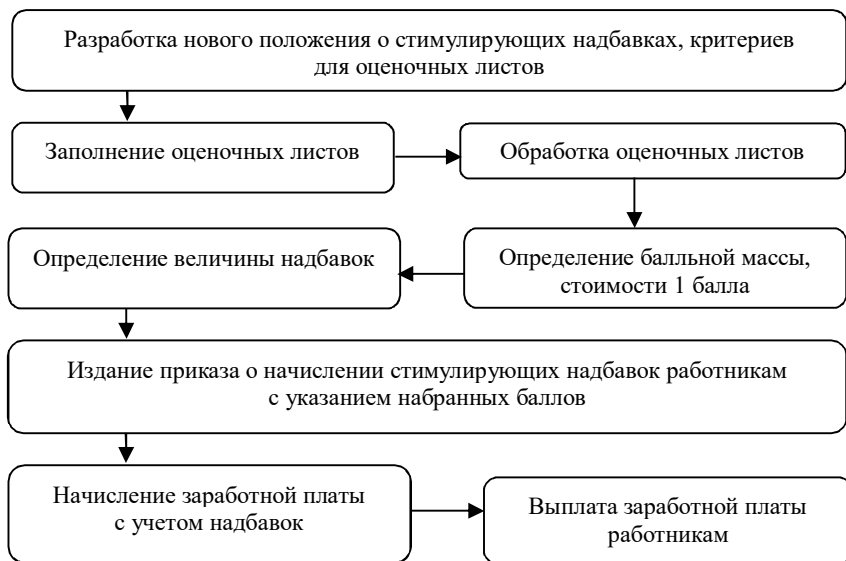 Разработка нового положения о стимулирующих надбавках, критериев
для оценочных листов
Заполнение оценочных листов
Обработка оценочных листов
Определение балльной массы,
стоимости 1 балла
Определение величины надбавок
Издание приказа о начислении стимулирующих надбавок работникам
с указанием набранных баллов
Начисление заработной платы
с учетом надбавок
Выплата заработной платы
работникам